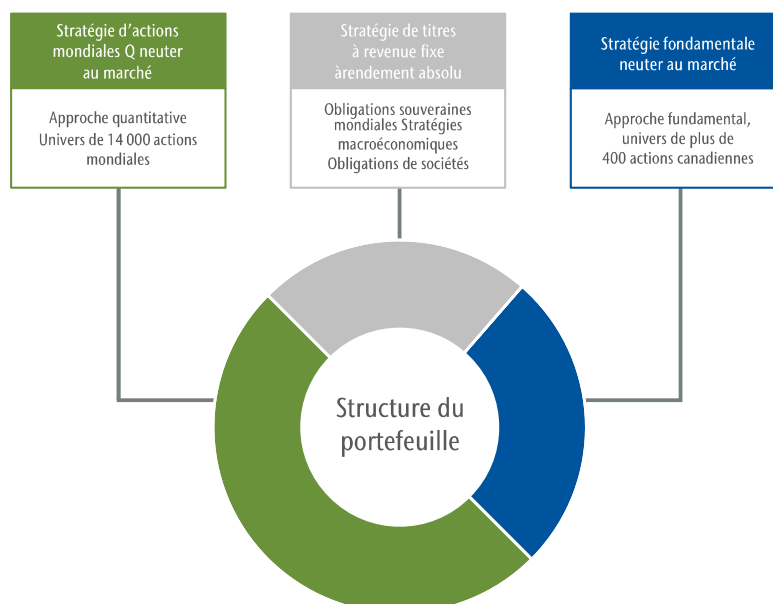 Stratégie d’actions
mondiales Q neuter
au marché
Approche quantitative
Univers de 14 000 actions
mondiales
Stratégie de titres
à revenue fixe
àrendement absolu
Obligations souveraines
mondiales Stratégies
macroéconomiques
Obligations de sociétés
Stratégie fondamentale
neuter au marché
Approche fundamental,
univers de plus de
400 actions canadiennes
Structure du
portefeuille